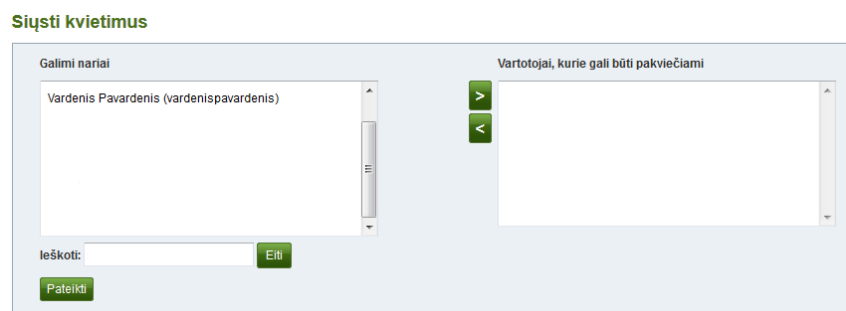 Siųsti kvietimus
Galimi nariai
Vartotojai, kurie gali būti pakviečiami
Vardenis Pavardenis (vardenispavardenis)
>
<
Ieškoti:
Eiti
Pateikti